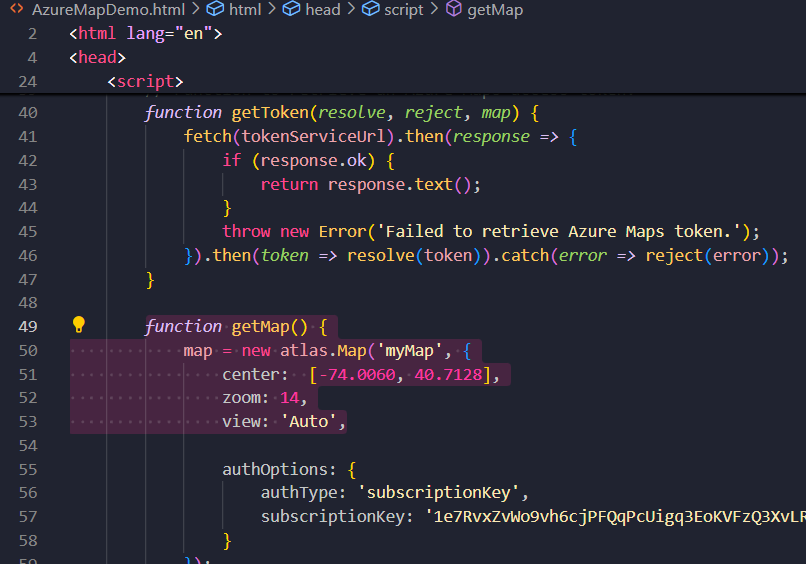 <> AzureMapDemo.html > html > head > script > getMap
2 <html lang="en">
4 <head>
24 <script>
40 function getToken(resolve, reject, map) {
41 fetch(tokenServiceUrl).then(response => {
42 if (response.ok) {
43 return response.text();
44 }
45 throw new Error('Failed to retrieve Azure Maps token.');
46 }).then(token => resolve(token)).catch(error => reject(error));
47 }
48
49 function getMap() {
50 map = new atlas.Map('myMap', {
51 center: [-74.0060, 40.7128],
52 zoom: 14,
53 view: 'Auto',
54
55 authOptions: {
56 authType: 'subscriptionKey',
57 subscriptionKey: '1e7RvxZvWo9vh6cjPFQqPcUigq3EoKVFzQ3XvLR
58 }
59 });